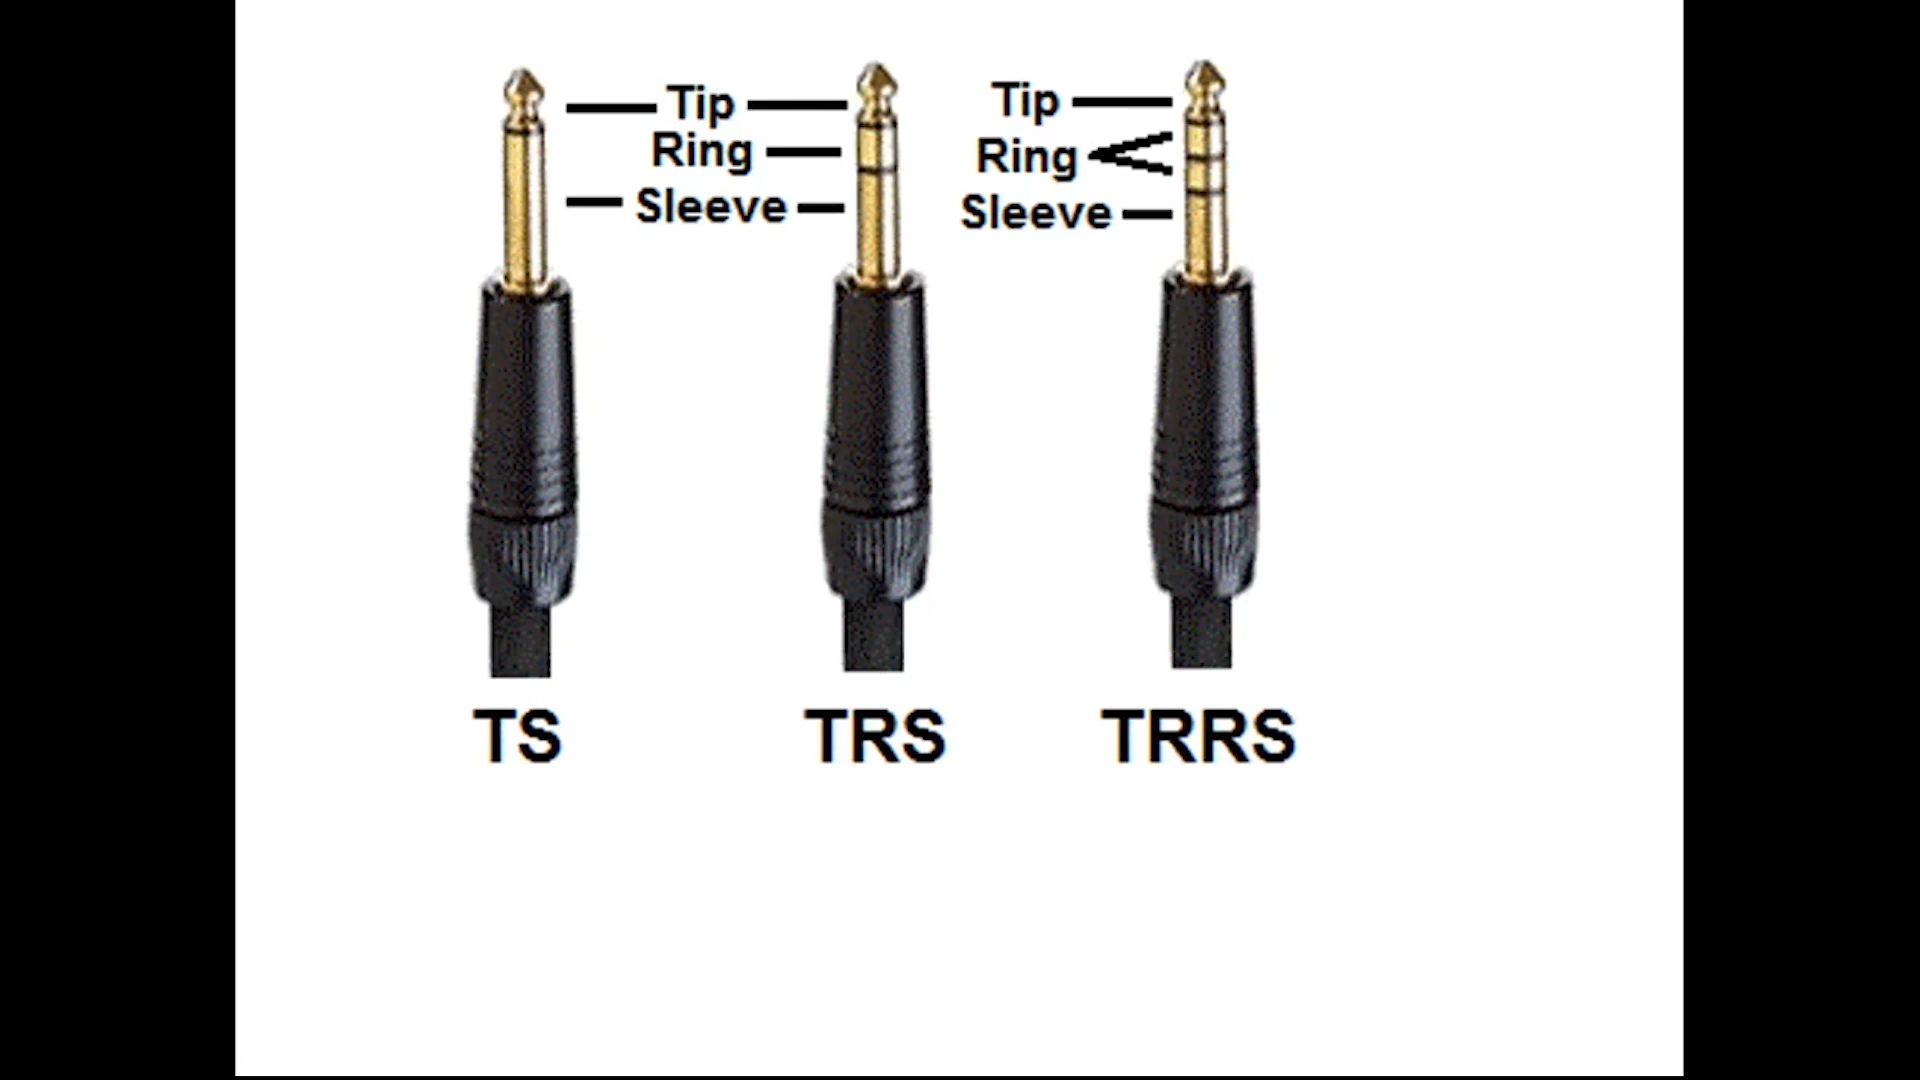 Tip
Ring
Sleeve
Tip
Ring
Sleeve
TS
TRS
TRRS